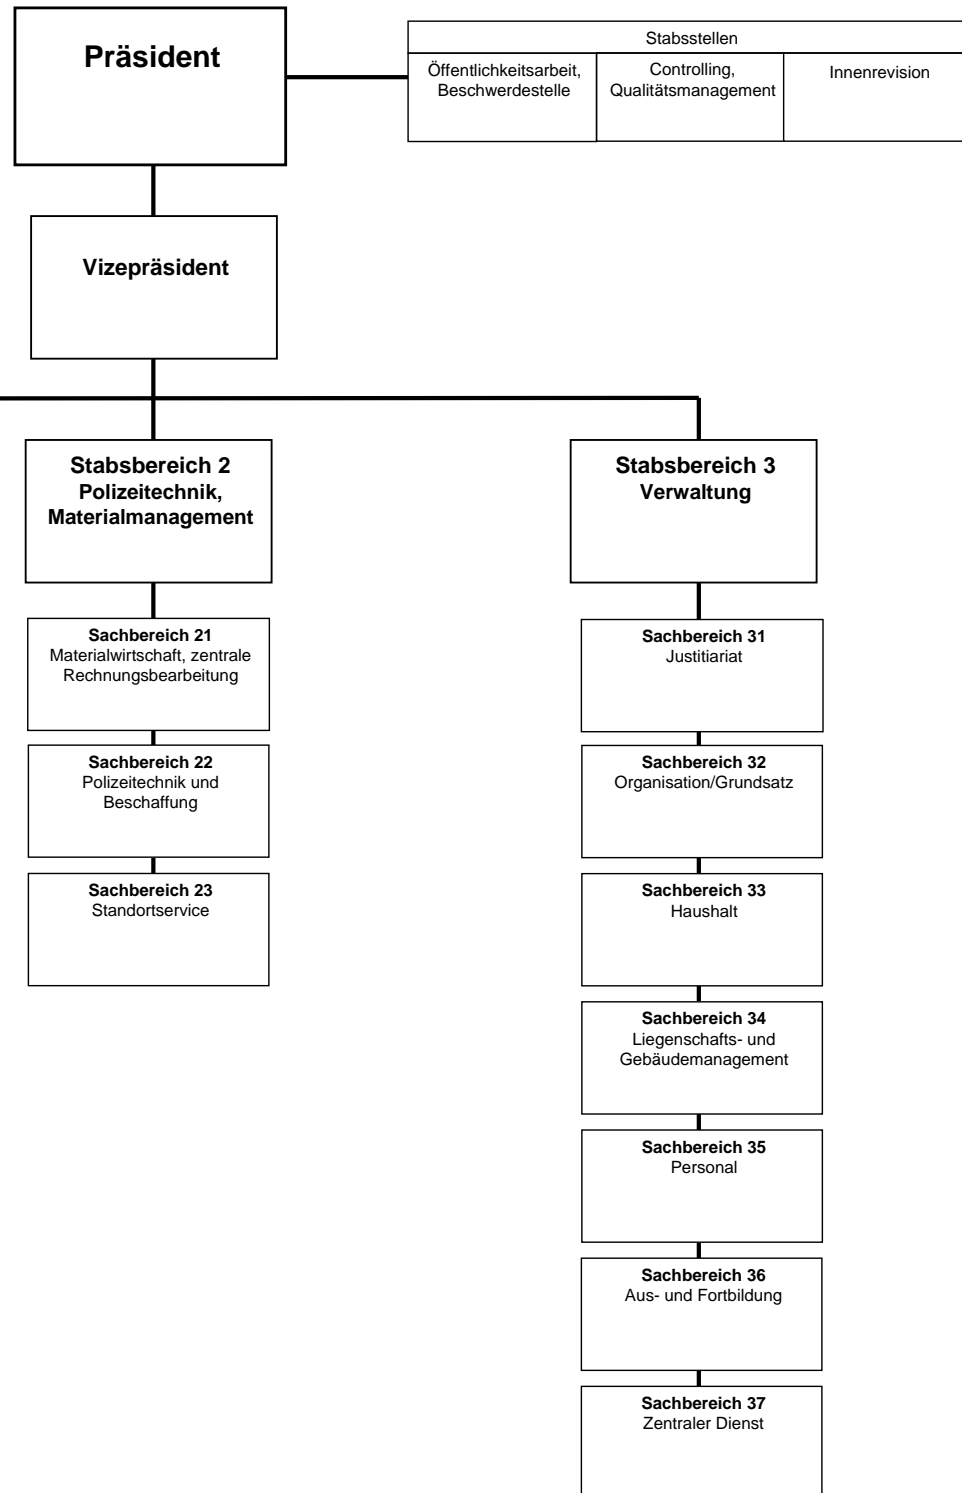 Präsident
Stabsstellen
Öffentlichkeitsarbeit,
Beschwerdestelle
Controlling,
Qualitätsmanagement
Innenrevision
Vizepräsident
Stabsbereich 2
Polizeitechnik,
Materialmanagement
Sachbereich 21
Materialwirtschaft, zentrale
Rechnungsbearbeitung
Sachbereich 22
Polizeitechnik und
Beschaffung
Sachbereich 23
Standortservice
Stabsbereich 3
Verwaltung
Sachbereich 31
Justitiariat
Sachbereich 32
Organisation/Grundsatz
Sachbereich 33
Haushalt
Sachbereich 34
Liegenschafts- und
Gebäudemanagement
Sachbereich 35
Personal
Sachbereich 36
Aus- und Fortbildung
Sachbereich 37
Zentraler Dienst